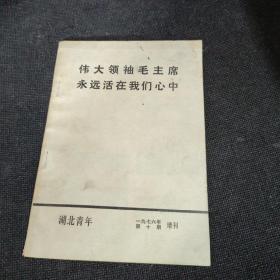 伟大领袖毛主席
永远活在我们心中
湖北青年
一九七六年
第十期 增刊